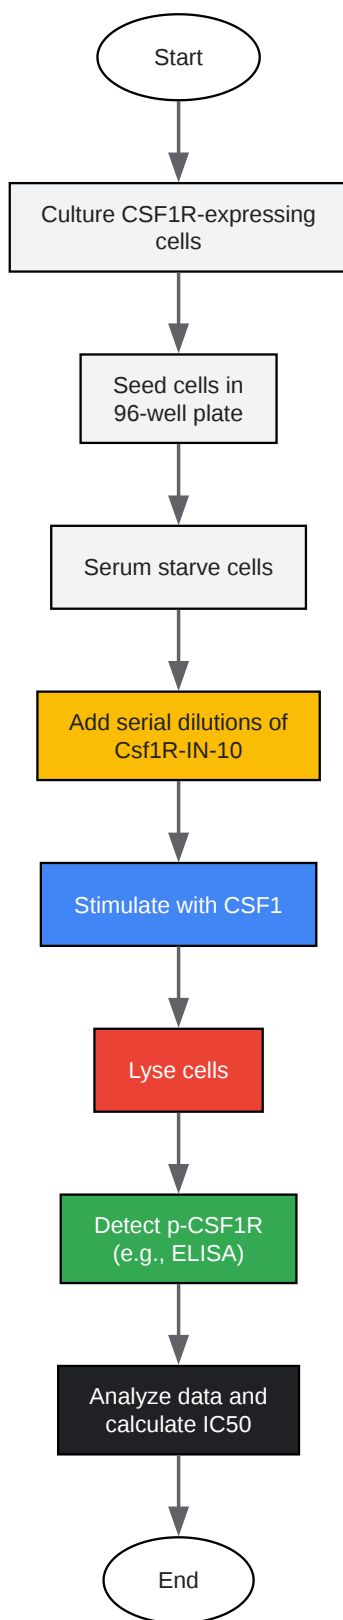 Start
Culture CSF1R-expressing
cells
Seed cells in
96-well plate
Serum starve cells
Add serial dilutions of
Csf1R-IN-10
Stimulate with CSF1
Lyse cells
Detect p-CSF1R
(e.g., ELISA)
Analyze data and
calculate IC50
End